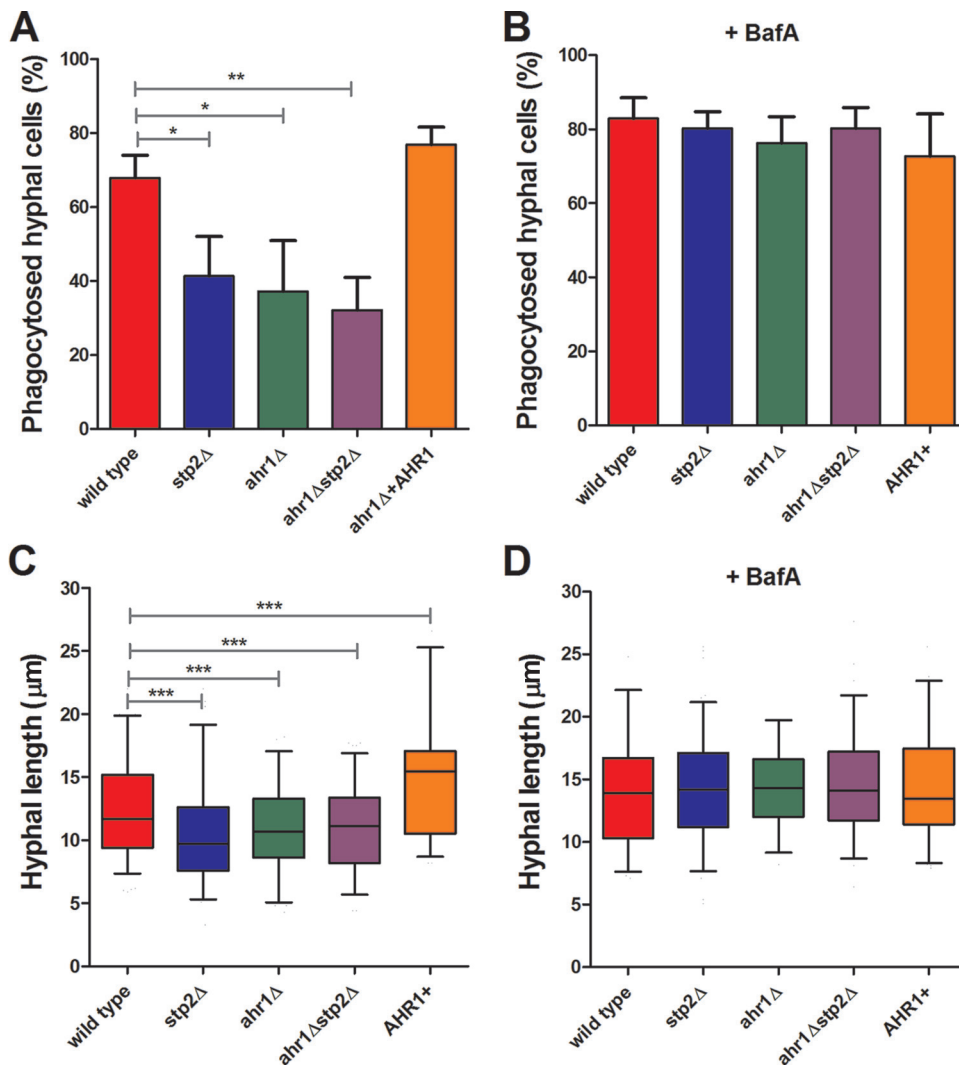 A
Phagocytosed hyphal cells (%)
100
80
60
40
20
0
**
*
*
wild type
stp2Δ
ahr1Δ
ahr1Δstp2Δ
ahr1Δ+AHR1
B
+ BafA
Phagocytosed hyphal cells (%)
100
80
60
40
20
0
wild type
stp2Δ
ahr1Δ
ahr1Δstp2Δ
AHR1+
C
Hyphal length (μm)
30
25
20
15
10
5
0
***
***
***
***
wild type
stp2Δ
ahr1Δ
ahr1Δstp2Δ
AHR1+
D
+ BafA
Hyphal length (μm)
30
25
20
15
10
5
0
wild type
stp2Δ
ahr1Δ
ahr1Δstp2Δ
AHR1+